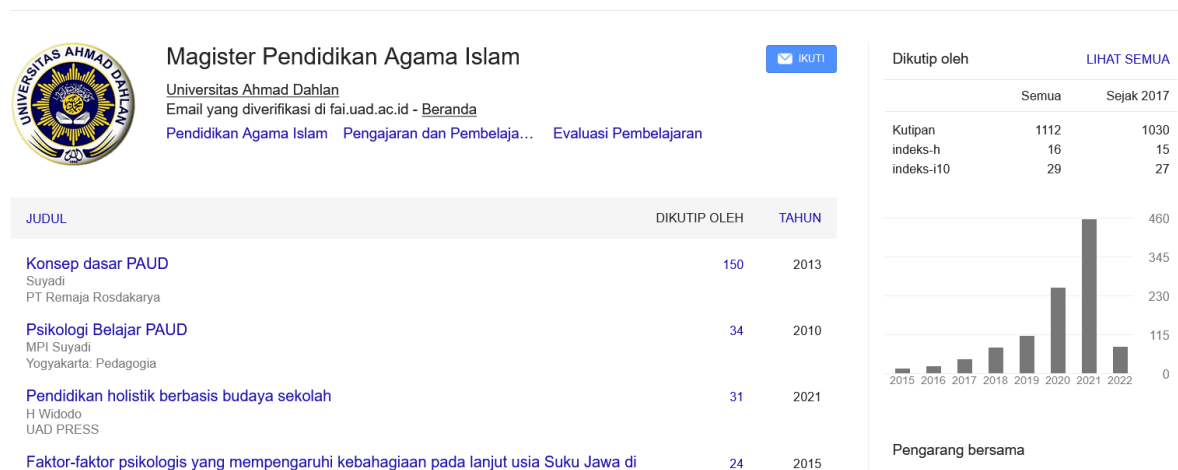 UNIVERSITAS AHMAD DAHLAN
Magister Pendidikan Agama Islam
IKUTI
Universitas Ahmad Dahlan
Email yang diverifikasi di fai.uad.ac.id - Beranda
Pendidikan Agama Islam Pengajaran dan Pembelaja... Evaluasi Pembelajaran
JUDUL DIKUTIP OLEH TAHUN
Konsep dasar PAUD 150 2013
Suyadi
PT Remaja Rosdakarya
Psikologi Belajar PAUD 34 2010
MPI Suyadi
Yogyakarta: Pedagogia
Pendidikan holistik berbasis budaya sekolah 31 2021
H Widodo
UAD PRESS
Faktor-faktor psikologis yang mempengaruhi kebahagiaan pada lanjut usia Suku Jawa di 24 2015
Dikutip oleh LIHAT SEMUA
Semua Sejak 2017
Kutipan 1112 1030
indeks-h 16 15
indeks-i10 29 27
460
345
230
115
0
2015 2016 2017 2018 2019 2020 2021 2022
Pengarang bersama